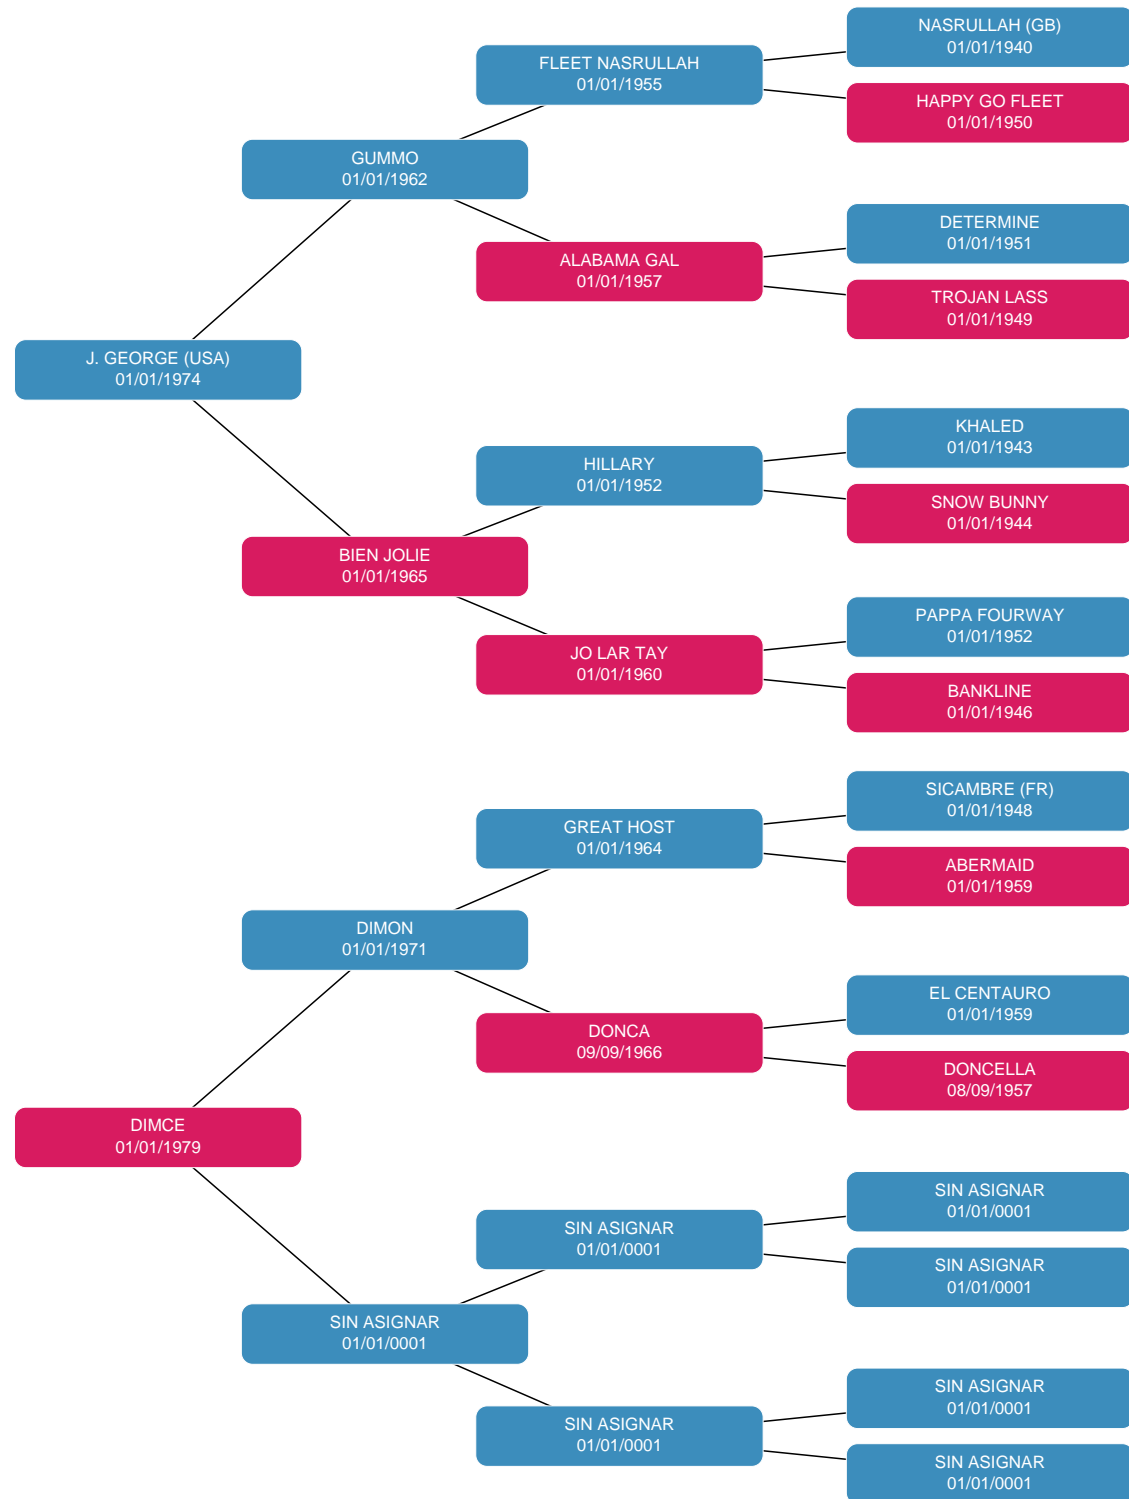 NASRULLAH (GB)
01/01/1940
FLEET NASRULLAH
01/01/1955
HAPPY GO FLEET
01/01/1950
GUMMO
01/01/1962
DETERMINE
01/01/1951
ALABAMA GAL
01/01/1957
TROJAN LASS
01/01/1949
J. GEORGE (USA)
01/01/1974
KHALED
01/01/1943
HILLARY
01/01/1952
SNOW BUNNY
01/01/1944
BIEN JOLIE
01/01/1965
PAPPA FOURWAY
01/01/1952
JO LAR TAY
01/01/1960
BANKLINE
01/01/1946
SICAMBRE (FR)
01/01/1948
GREAT HOST
01/01/1964
ABERMAID
01/01/1959
DIMON
01/01/1971
EL CENTAURO
01/01/1959
DONCA
09/09/1966
DONCELLA
08/09/1957
DIMCE
01/01/1979
SIN ASIGNAR
01/01/0001
SIN ASIGNAR
01/01/0001
SIN ASIGNAR
01/01/0001
SIN ASIGNAR
01/01/0001
SIN ASIGNAR
01/01/0001
SIN ASIGNAR
01/01/0001
SIN ASIGNAR
01/01/0001